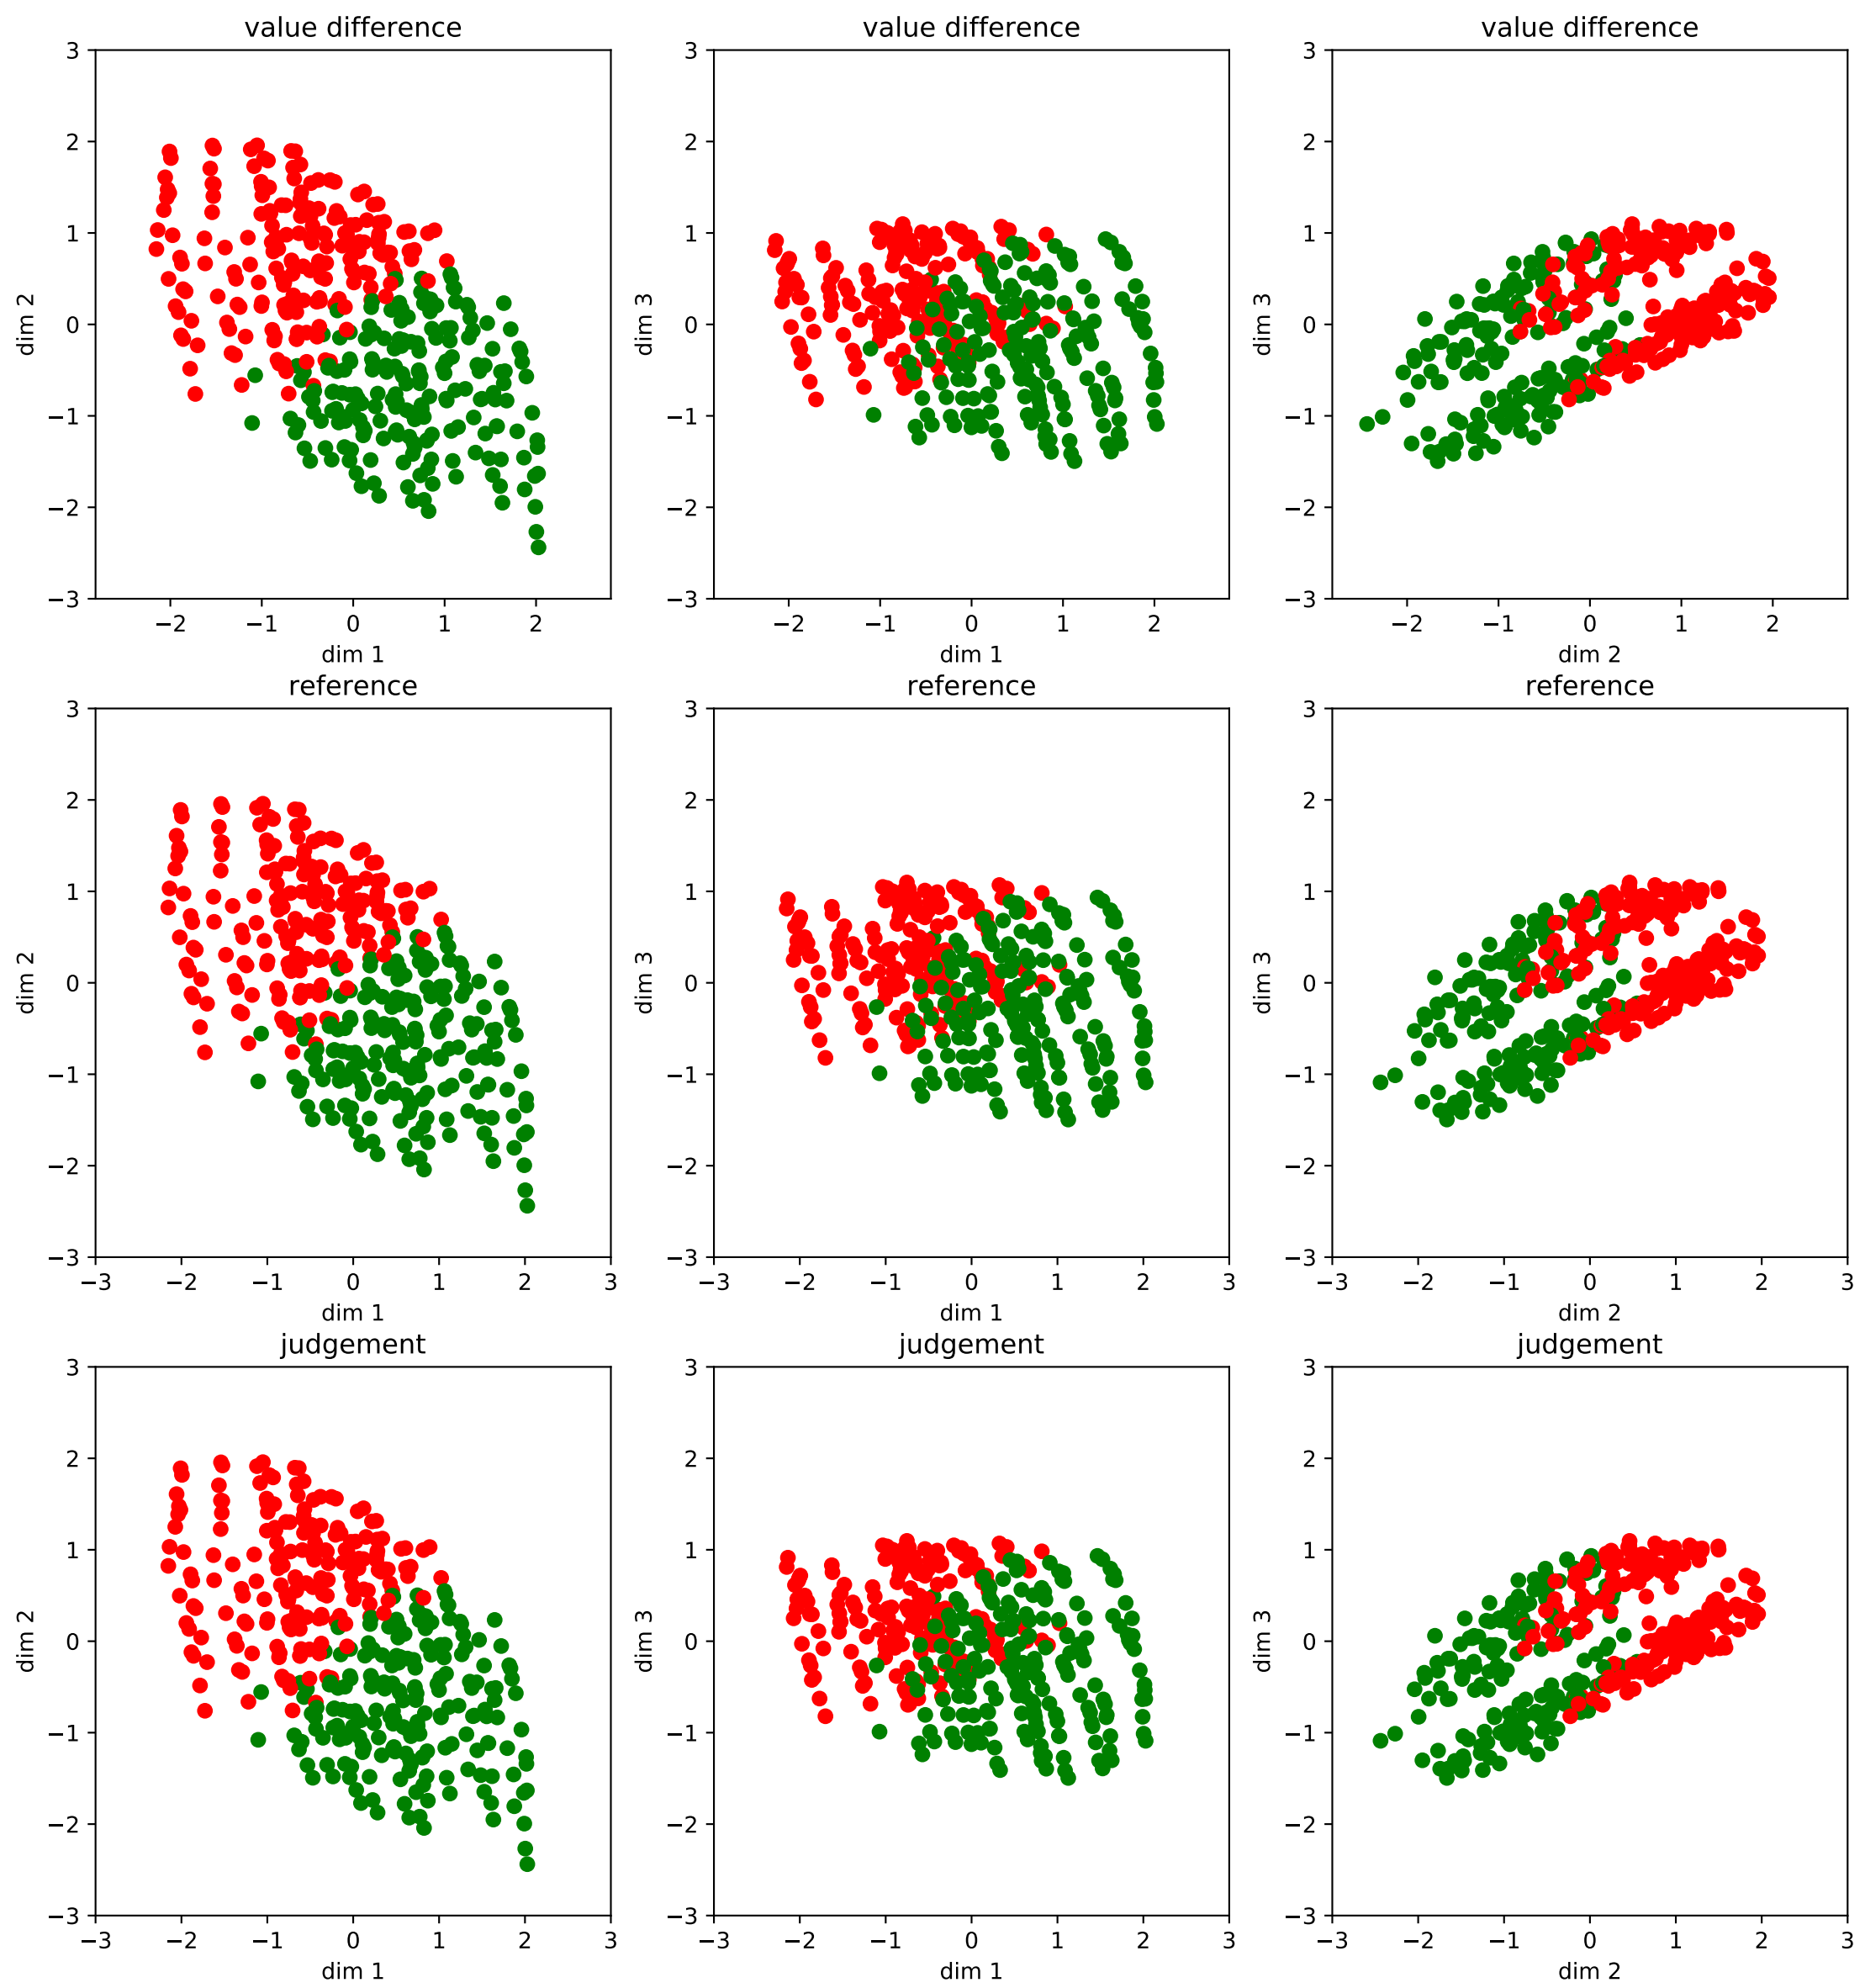 value difference value difference value difference
3 3 3
2 2 2
1 1 1
dim 2 0 dim 3 0 dim 3 0
−1 −1 −1
−2 −2 −2
−3 −3 −3
−2 −1 0 1 2 −2 −1 0 1 2 −2 −1 0 1 2
dim 1 dim 1 dim 2
reference reference reference
3 3 3
2 2 2
1 1 1
dim 2 0 dim 3 0 dim 3 0
−1 −1 −1
−2 −2 −2
−3 −3 −3
−3 −2 −1 0 1 2 3 −3 −2 −1 0 1 2 3 −3 −2 −1 0 1 2 3
dim 1 dim 1 dim 2
judgement judgement judgement
3 3 3
2 2 2
1 1 1
dim 2 0 dim 3 0 dim 3 0
−1 −1 −1
−2 −2 −2
−3 −3 −3
−3 −2 −1 0 1 2 3 −3 −2 −1 0 1 2 3 −3 −2 −1 0 1 2 3
dim 1 dim 1 dim 2